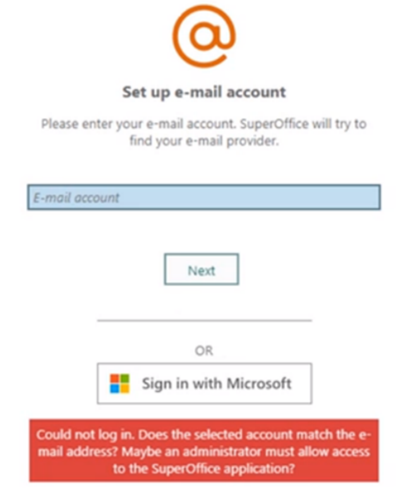 Set up e-mail account
Please enter your e-mail account. SuperOffice will try to
find your e-mail provider.
E-mail account
Next
OR
Sign in with Microsoft
Could not log in. Does the selected account match the e-
mail address? Maybe an administrator must allow access
to the SuperOffice application?